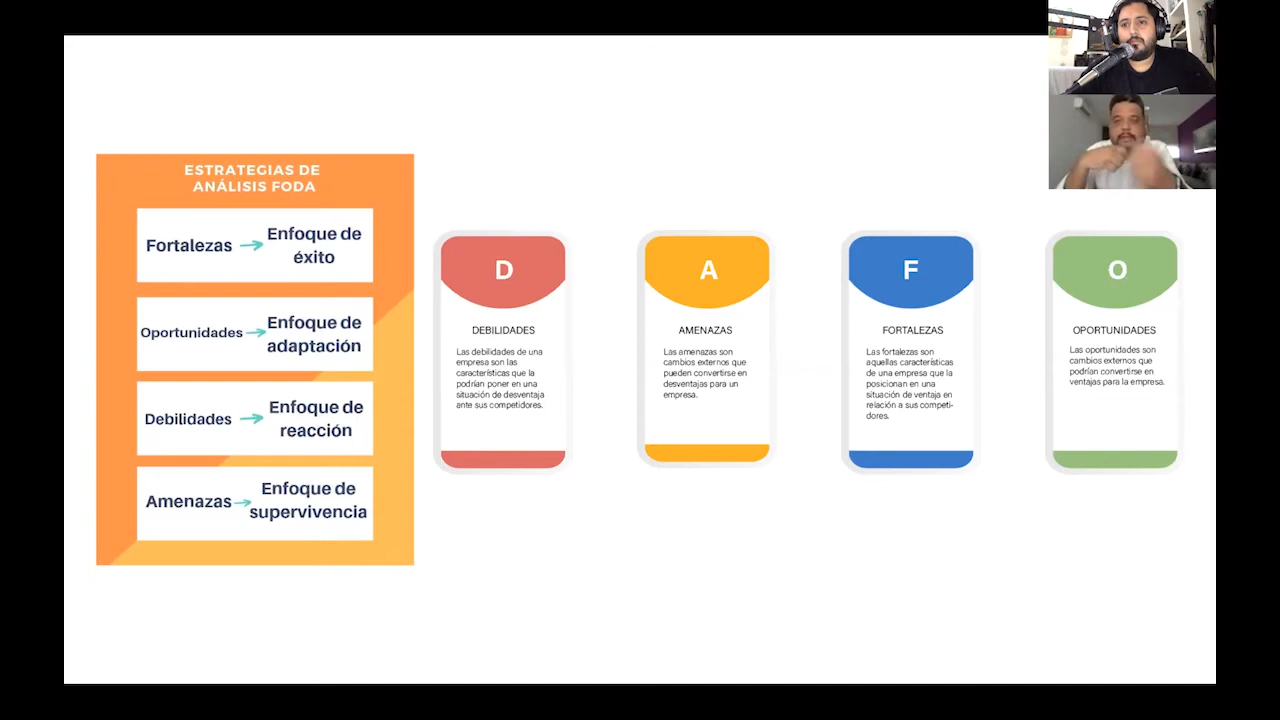 ESTRATEGIAS DE
ANÁLISIS FODA
Fortalezas
Enfoque de
éxito
Oportunidades
Enfoque de
adaptación
Debilidades
Enfoque de
reacción
Amenazas
Enfoque de
supervivencia
D
DEBILIDADES
Las debilidades de una
empresa son las
características que la
podrían poner en una
situación de desventaja
ante sus competidores.
A
AMENAZAS
Las amenazas son
cambios externos que
pueden convertirse en
desventajas para un
empresa.
F
FORTALEZAS
Las fortalezas son
aquellas características
de una empresa que la
posicionan en una
situación de ventaja en
relación a sus competi-
dores.
O
OPORTUNIDADES
Las oportunidades son
cambios externos que
podrían convertirse en
ventajas para la empresa.